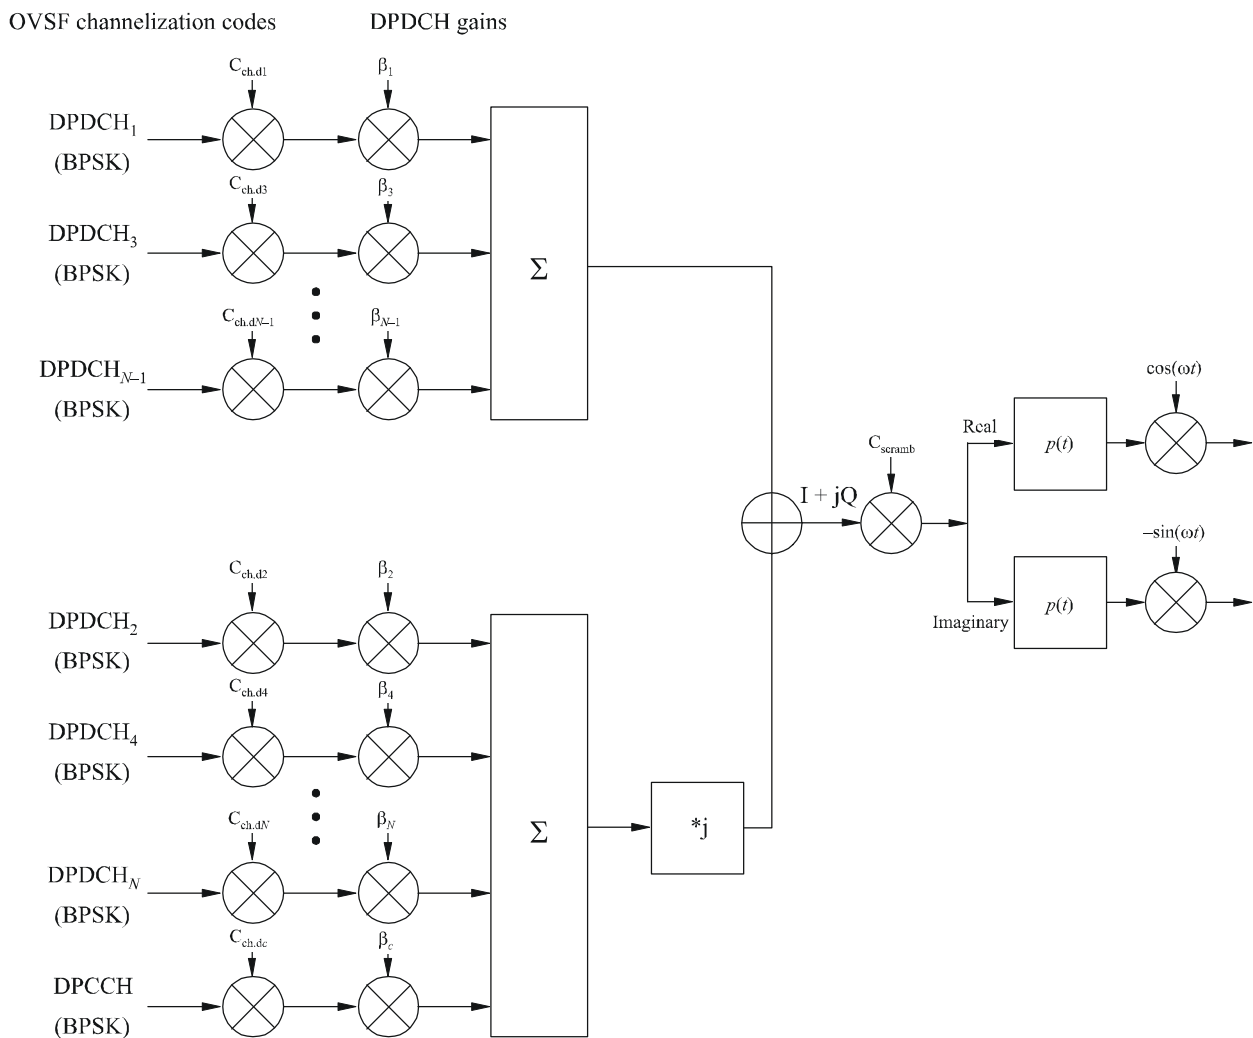 OVSF channelization codes DPDCH gains
C_ch.d1 β_1
DPDCH_1
(BPSK)
C_ch.d3 β_3
DPDCH_3
(BPSK)
Σ
C_ch.dN–1 β_N–1
DPDCH_N–1
(BPSK)
cos(ωt)
Real
p(t)
C_scramb
I + jQ
–sin(ωt)
p(t)
Imaginary
C_ch.d2 β_2
DPDCH_2
(BPSK)
C_ch.d4 β_4
DPDCH_4
(BPSK)
Σ
*j
C_ch.dN β_N
DPDCH_N
(BPSK)
C_ch.dc β_c
DPCCH
(BPSK)